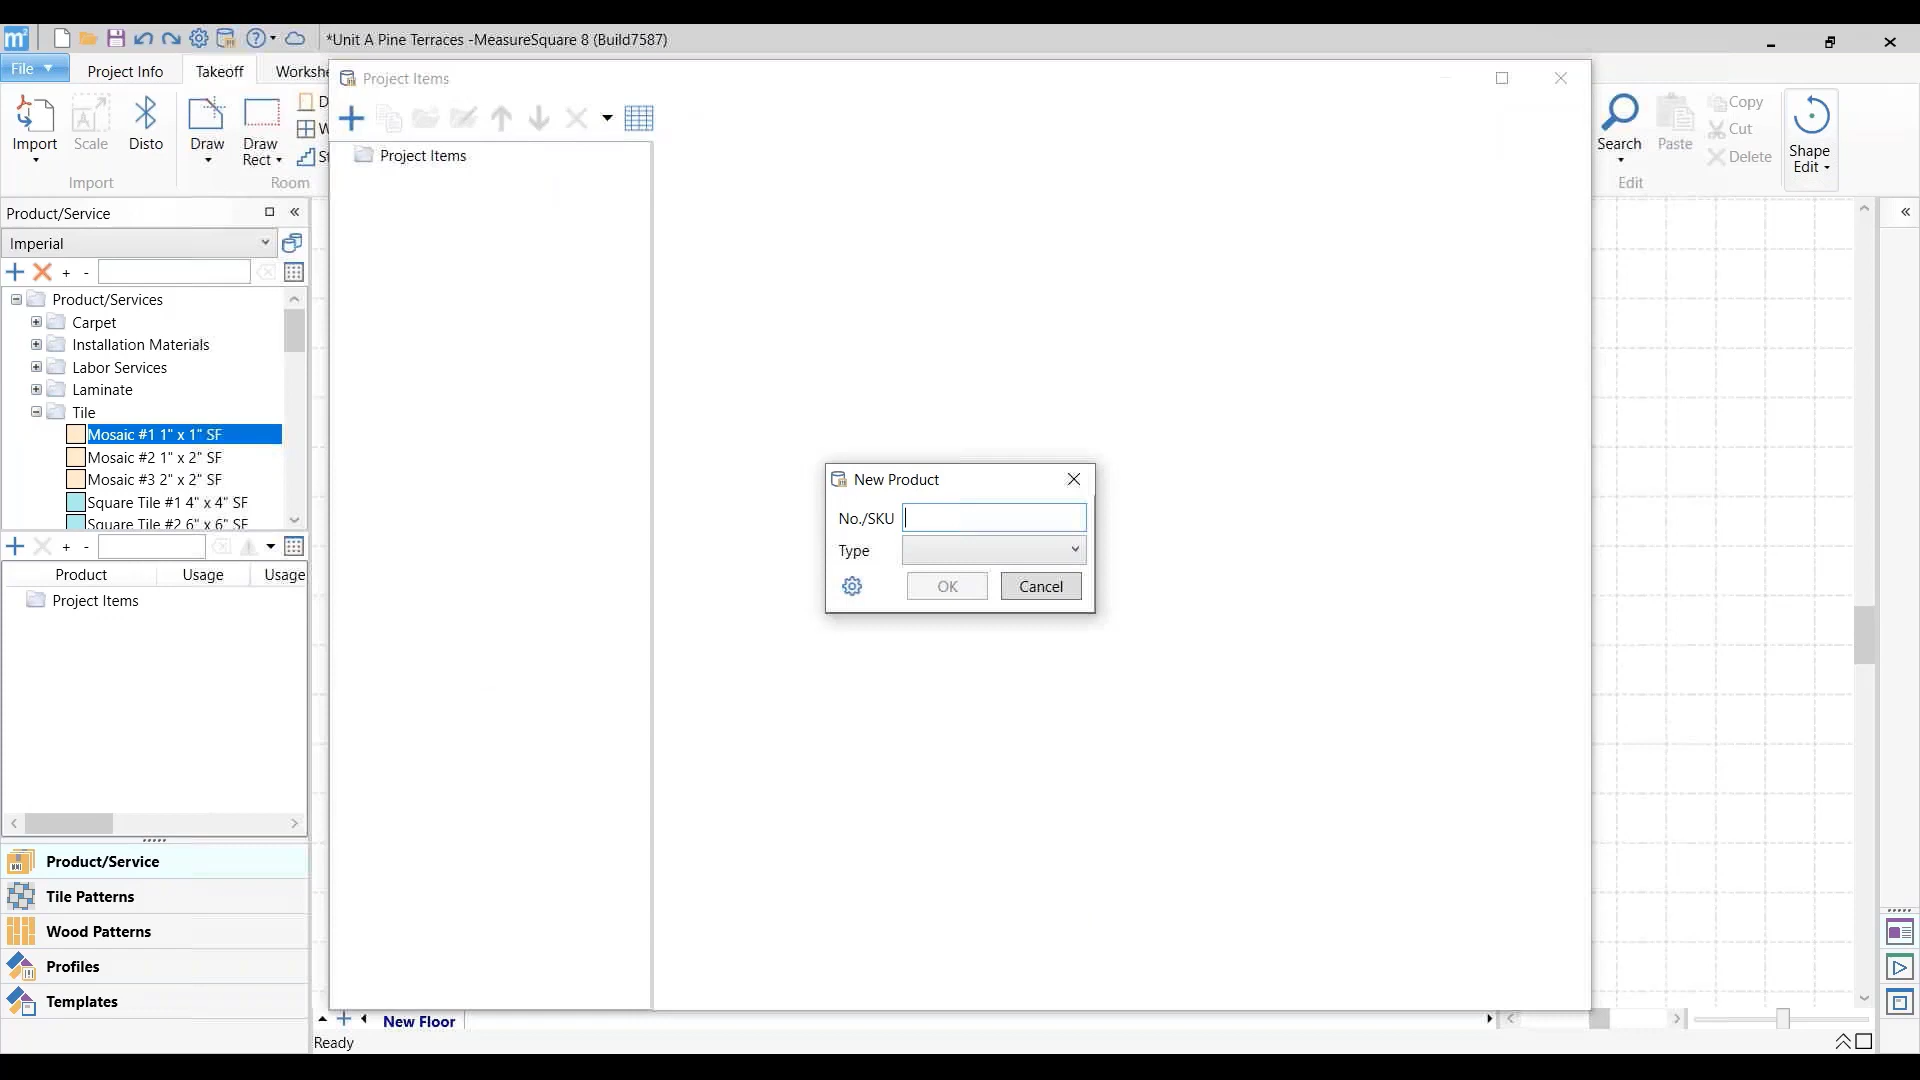 m²
*Unit A Pine Terraces -MeasureSquare 8 (Build7587)
File
Project Info
Takeoff
Workshe
Import
Scale
Disto
Draw
Draw
Rect
D
W
St
Import
Room
Project Items
Project Items
Search
Paste
Copy
Cut
Delete
Shape
Edit
Edit
Product/Service
Imperial
+ -
Product/Services
Carpet
Installation Materials
Labor Services
Laminate
Tile
Mosaic #1 1" x 1" SF
Mosaic #2 1" x 2" SF
Mosaic #3 2" x 2" SF
Square Tile #1 4" x 4" SF
Square Tile #2 6" x 6" SF
+ -
Product Usage Usage
Project Items
Product/Service
Tile Patterns
Wood Patterns
Profiles
Templates
New Product
No./SKU
Type
OK
Cancel
New Floor
Ready